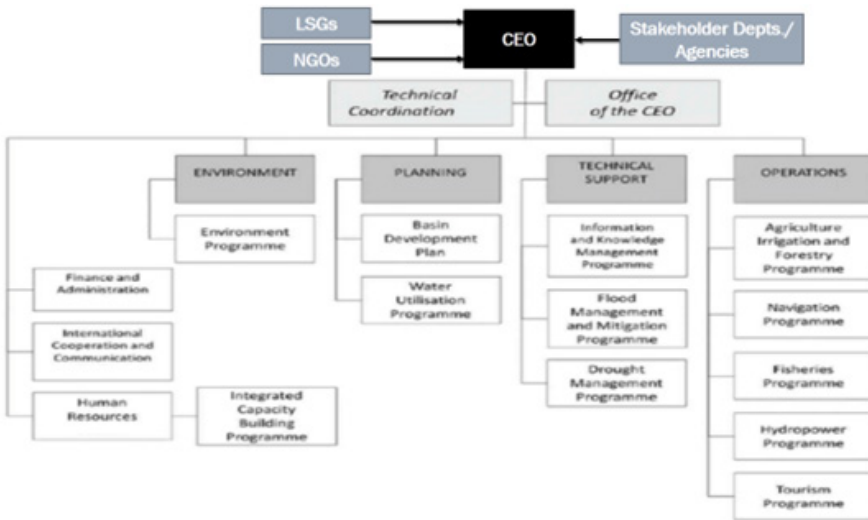 LSGs
NGOs
CEO
Stakeholder Depts./
Agencies
Technical
Coordination
Office
of the CEO
ENVIRONMENT
PLANNING
TECHNICAL
SUPPORT
OPERATIONS
Environment
Programme
Basin
Development
Plan
Information
and Knowledge
Management
Programme
Agriculture
Irrigation and
Forestry
Programme
Finance and
Administration
Water
Utilisation
Programme
Flood
Management
and Mitigation
Programme
Navigation
Programme
International
Cooperation and
Communication
Drought
Management
Programme
Fisheries
Programme
Human
Resources
Integrated
Capacity
Building
Programme
Hydropower
Programme
Tourism
Programme